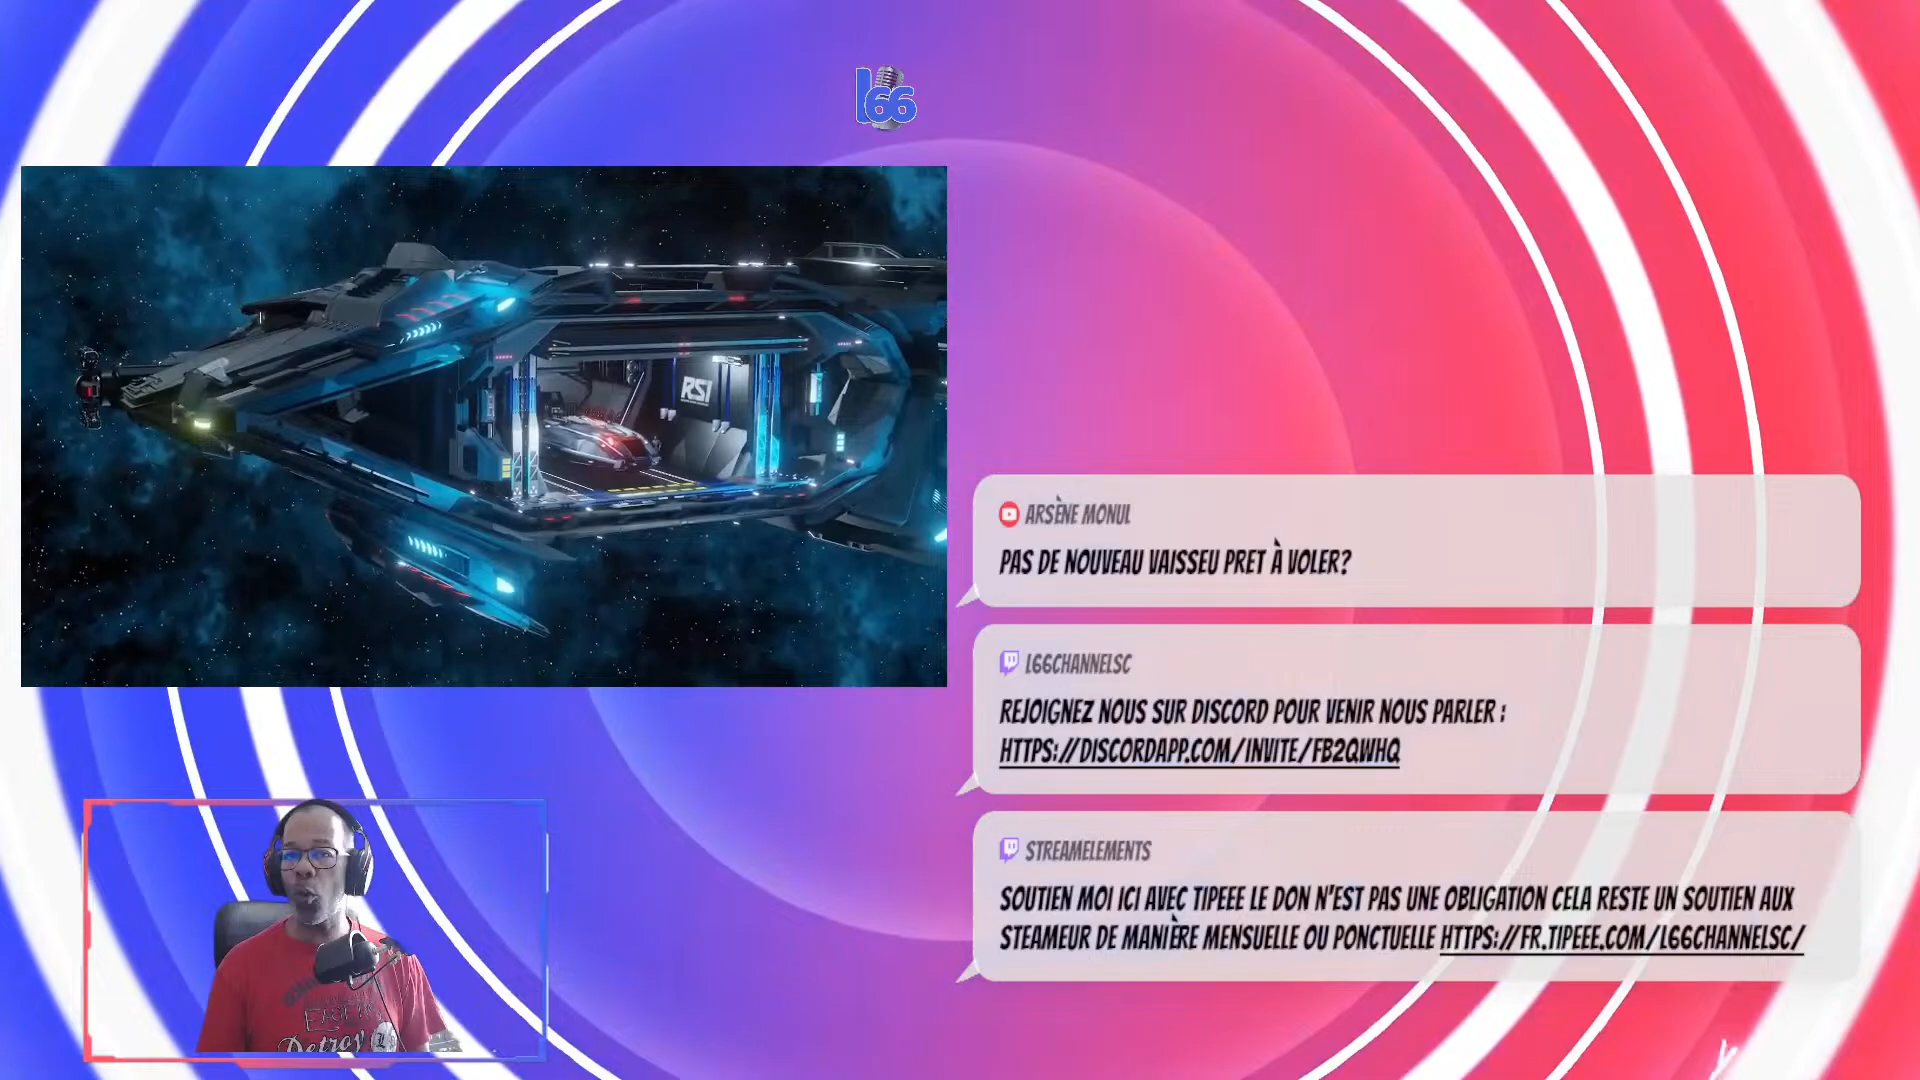 l66
RSI
ARSÈNE MONUL
PAS DE NOUVEAU VAISSEU PRET À VOLER?
L66CHANNELSC
REJOIGNEZ NOUS SUR DISCORD POUR VENIR NOUS PARLER :
HTTPS://DISCORDAPP.COM/INVITE/FB2QWHQ
STREAMELEMENTS
SOUTIEN MOI ICI AVEC TIPEEE LE DON N'EST PAS UNE OBLIGATION CELA RESTE UN SOUTIEN AUX
STEAMEUR DE MANIÈRE MENSUELLE OU PONCTUELLE HTTPS://FR.TIPEEE.COM/L66CHANNELSC/
Detroy